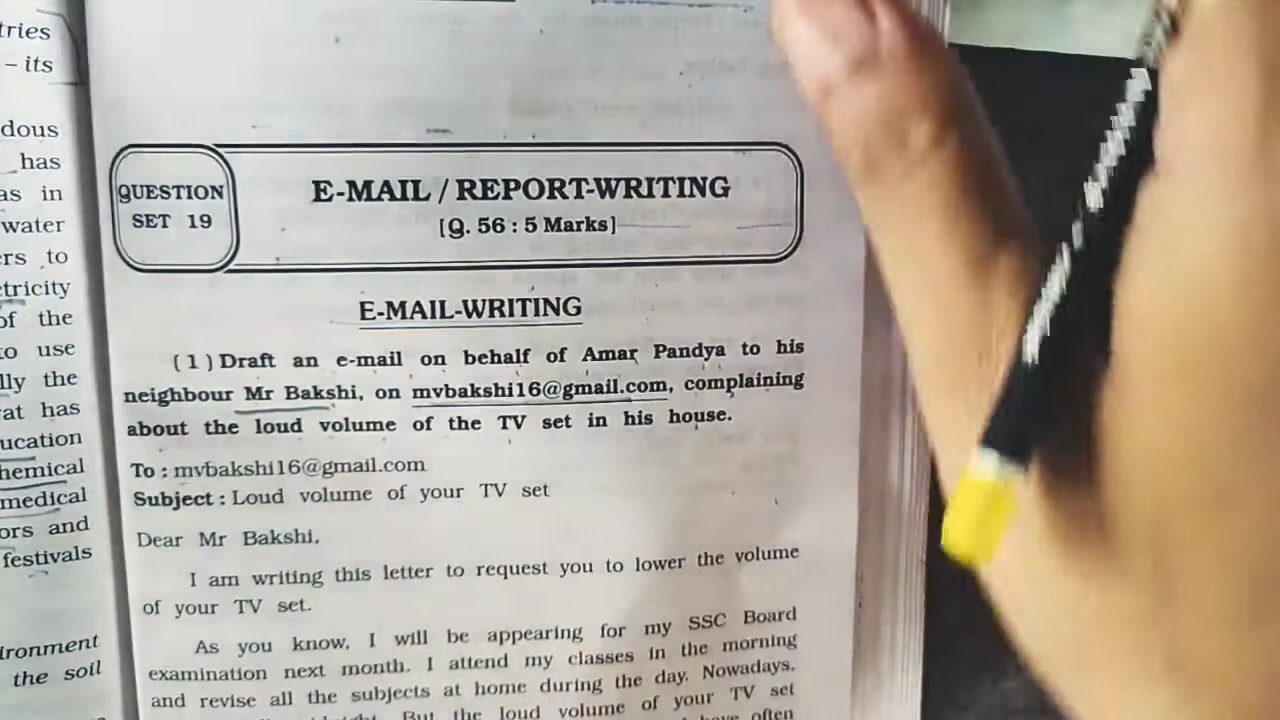 tries
– its
dous
has
as in
water
ers to
ctricity
of the
to use
lly the
rat has
ucation
hemical
medical
ors and
festivals
ironment
the soil
QUESTION
SET 19
E-MAIL / REPORT-WRITING
[Q. 56 : 5 Marks]
E-MAIL-WRITING
( 1 ) Draft an e-mail on behalf of Amar Pandya to his
neighbour Mr Bakshi, on mvbakshi16@gmail.com, complaining
about the loud volume of the TV set in his house.
To : mvbakshi16@gmail.com
Subject : Loud volume of your TV set
Dear Mr Bakshi,
I am writing this letter to request you to lower the volume
of your TV set.
As you know, I will be appearing for my SSC Board
examination next month. I attend my classes in the morning
and revise all the subjects at home during the day. Nowadays,
But the loud volume of your TV set
have often